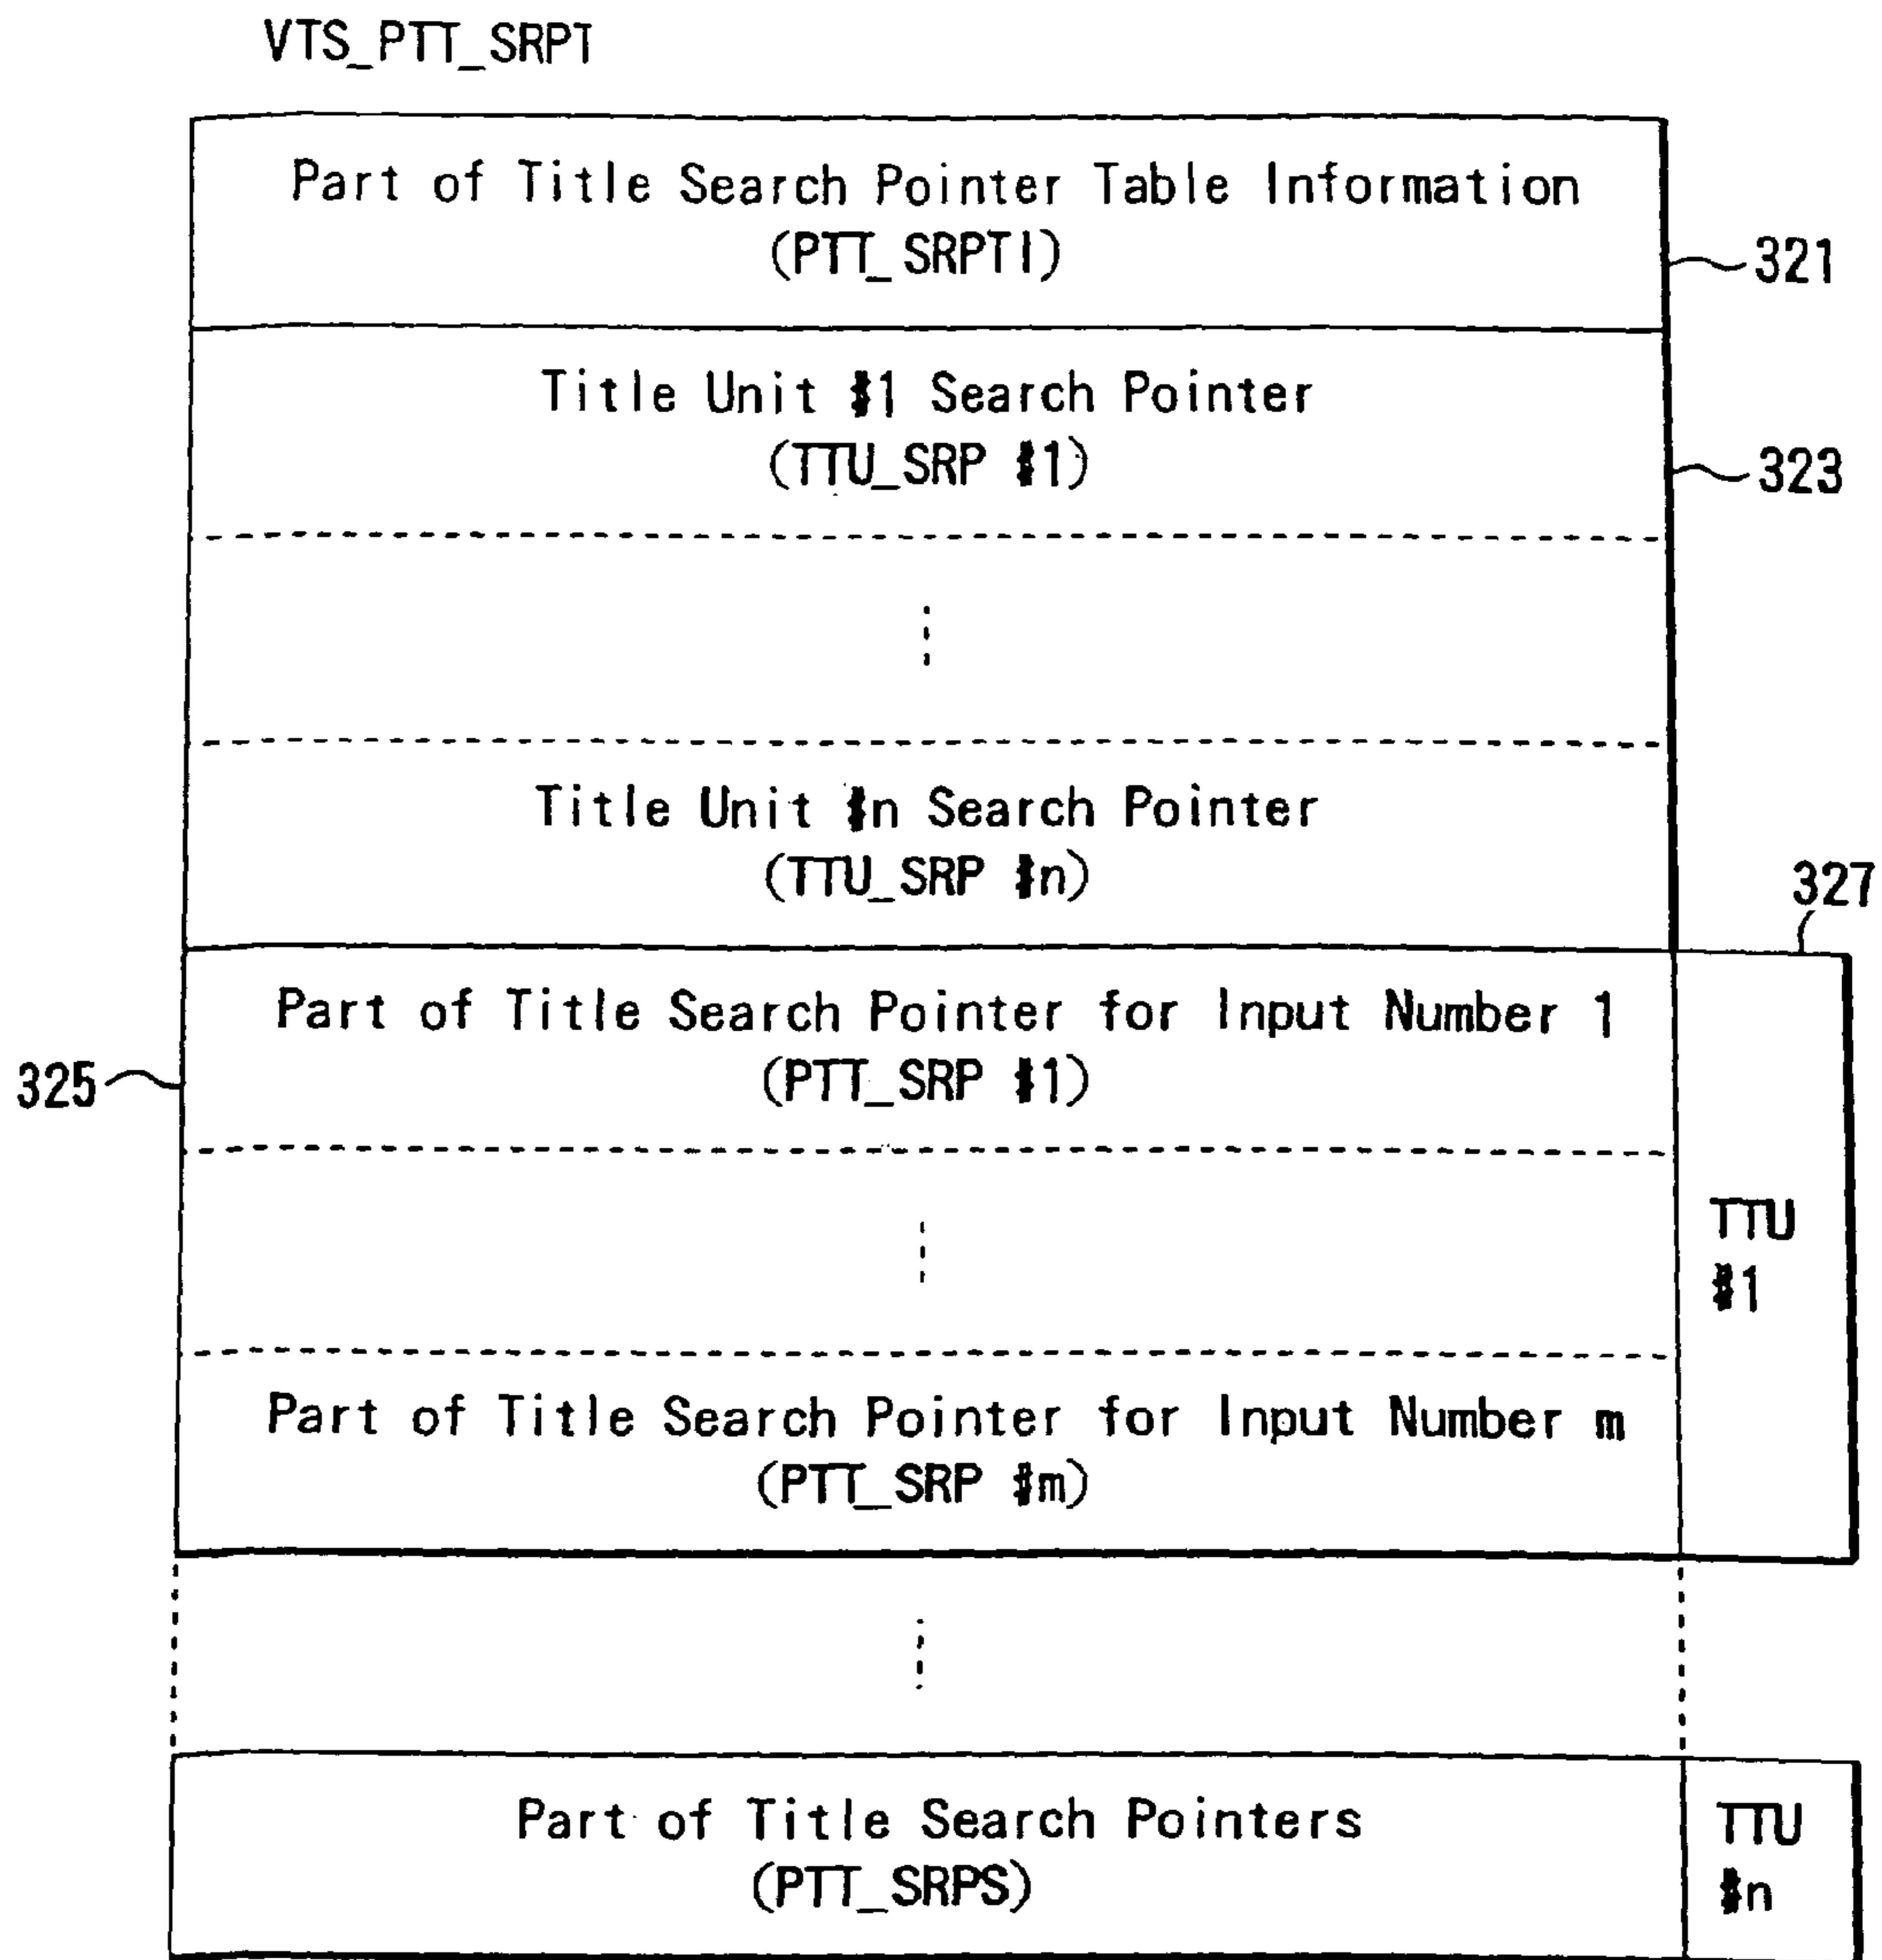 VTS_PTT_SRPT
Part of Title Search Pointer Table Information
(PTT_SRPTI)
321
Title Unit #1 Search Pointer
(TTU_SRP #1)
323
Title Unit #n Search Pointer
(TTU_SRP #n)
327
Part of Title Search Pointer for Input Number 1
(PTT_SRP #1)
325
TTU
#1
Part of Title Search Pointer for Input Number m
(PTT_SRP #m)
Part of Title Search Pointers
(PTT_SRPS)
TTU
#n